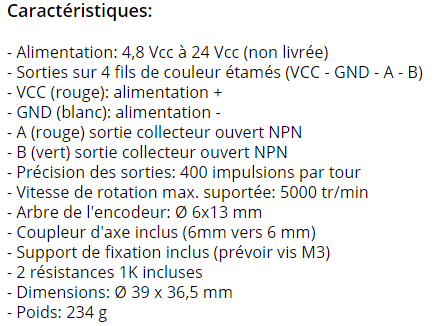 Caractéristiques:
- Alimentation: 4,8 Vcc à 24 Vcc (non livrée)
- Sorties sur 4 fils de couleur étamés (VCC - GND - A - B)
- VCC (rouge): alimentation +
- GND (blanc): alimentation -
- A (rouge) sortie collecteur ouvert NPN
- B (vert) sortie collecteur ouvert NPN
- Précision des sorties: 400 impulsions par tour
- Vitesse de rotation max. suportée: 5000 tr/min
- Arbre de l'encodeur: Ø 6x13 mm
- Coupleur d'axe inclus (6mm vers 6 mm)
- Support de fixation inclus (prévoir vis M3)
- 2 résistances 1K incluses
- Dimensions: Ø 39 x 36,5 mm
- Poids: 234 g